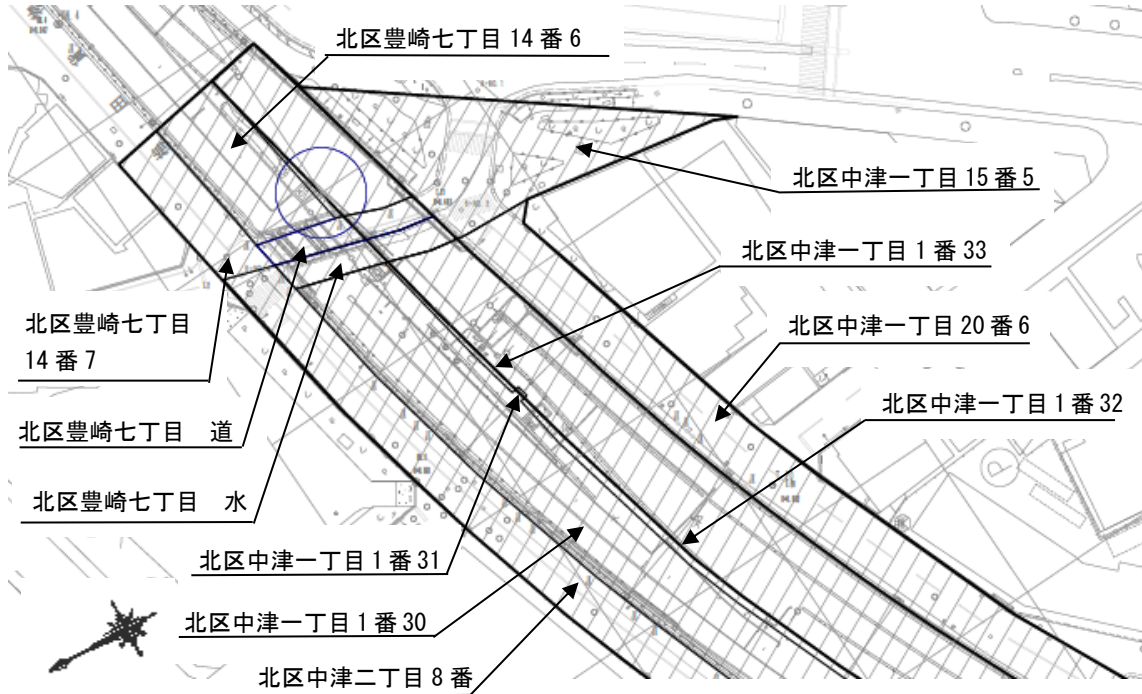 北区豊崎七丁目 14 番 6
北区中津一丁目 15 番 5
北区中津一丁目 1 番 33
北区豊崎七丁目
14 番 7
北区中津一丁目 20 番 6
北区中津一丁目 1 番 32
北区豊崎七丁目 道
北区豊崎七丁目 水
北区中津一丁目 1 番 31
北区中津一丁目 1 番 30
北区中津二丁目 8 番
P